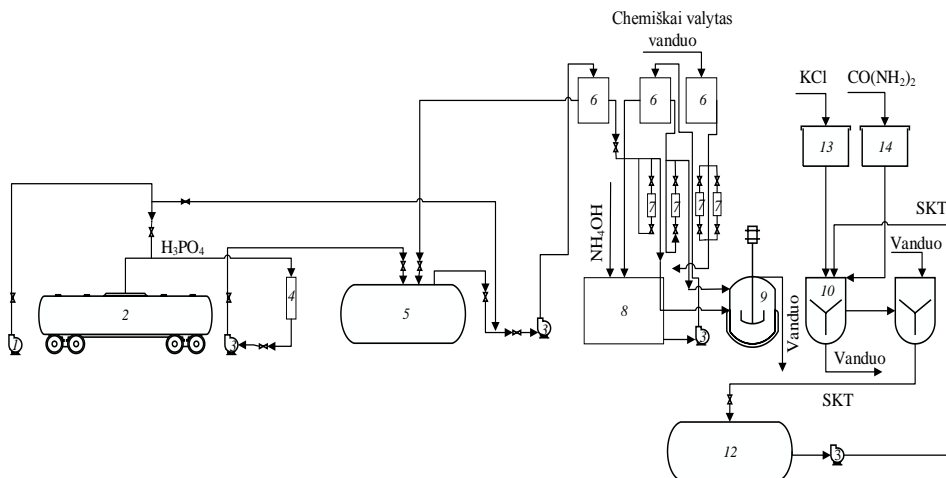 Chemiškai valytas
vanduo
KCl
CO(NH₂)₂
6
6
6
13
14
SKT
7
7
7
7
NH₄OH
Vanduo
H₃PO₄
4
2
5
8
9
10
1
3
3
3
Vanduo
Vanduo
SKT
12
3